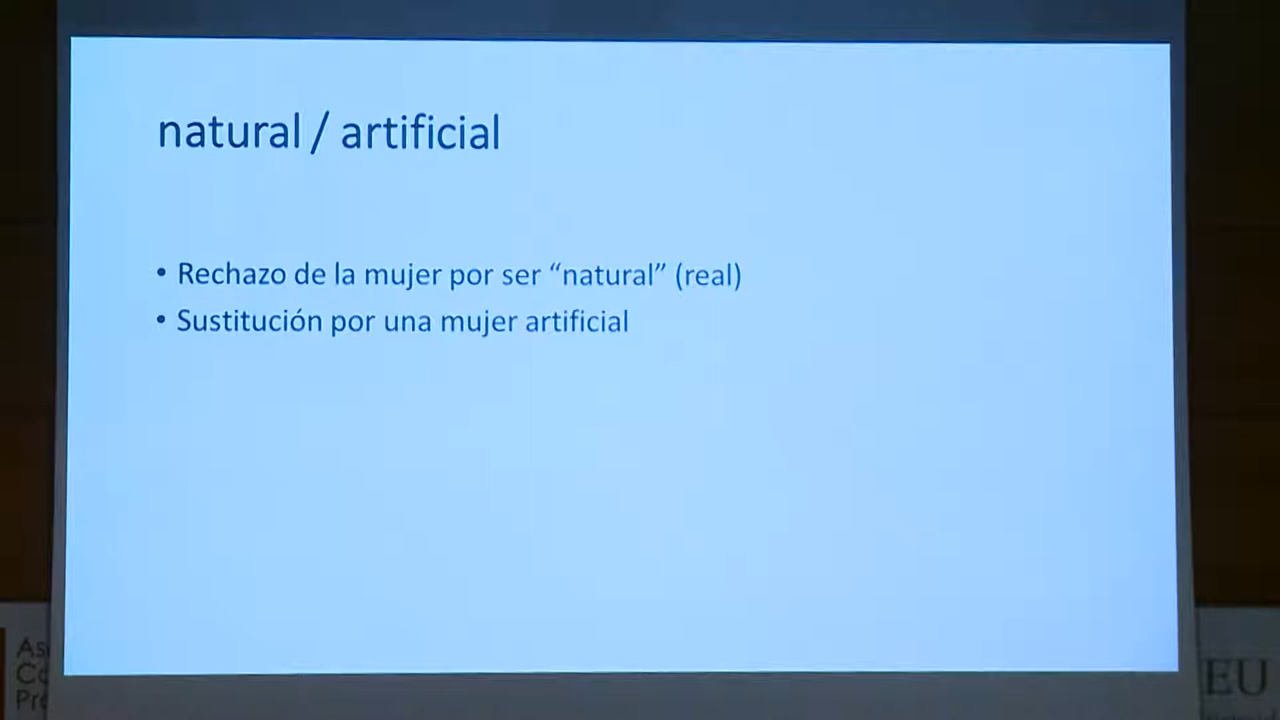 natural / artificial
• Rechazo de la mujer por ser “natural” (real)
• Sustitución por una mujer artificial
EU